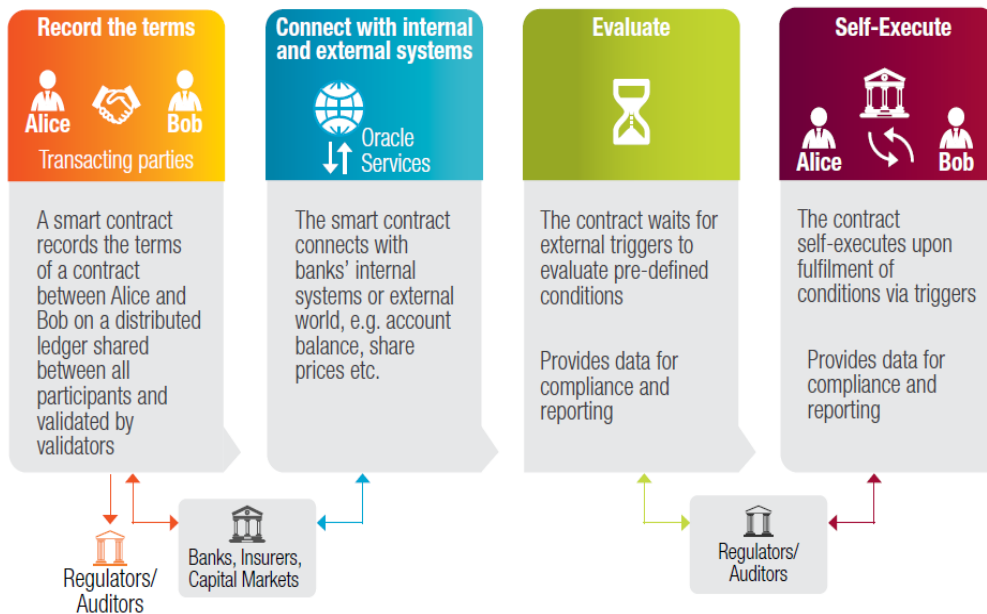 Record the terms
Alice
Bob
Transacting parties
A smart contract
records the terms
of a contract
between Alice and
Bob on a distributed
ledger shared
between all
participants and
validated by
validators
Connect with internal
and external systems
Oracle
Services
The smart contract
connects with
banks’ internal
systems or external
world, e.g. account
balance, share
prices etc.
Evaluate
The contract waits for
external triggers to
evaluate pre-defined
conditions
Provides data for
compliance and
reporting
Self-Execute
Alice
Bob
The contract
self-executes upon
fulfilment of
conditions via triggers
Provides data for
compliance and
reporting
Regulators/
Auditors
Banks, Insurers,
Capital Markets
Regulators/
Auditors